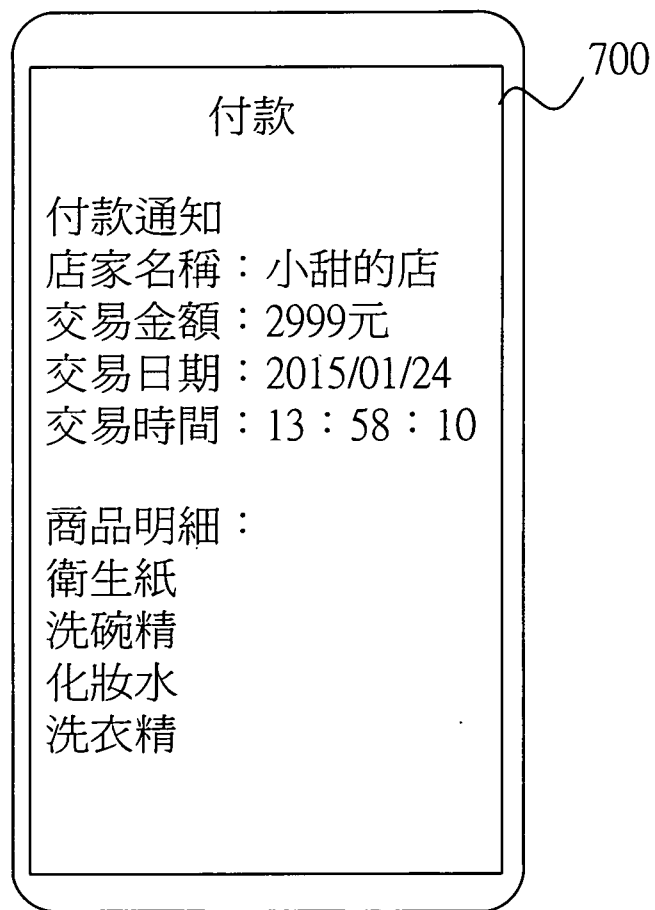 700
付款
付款通知
店家名稱：小甜的店
交易金額：2999元
交易日期：2015/01/24
交易時間：13：58：10
商品明細：
衛生紙
洗碗精
化妝水
洗衣精